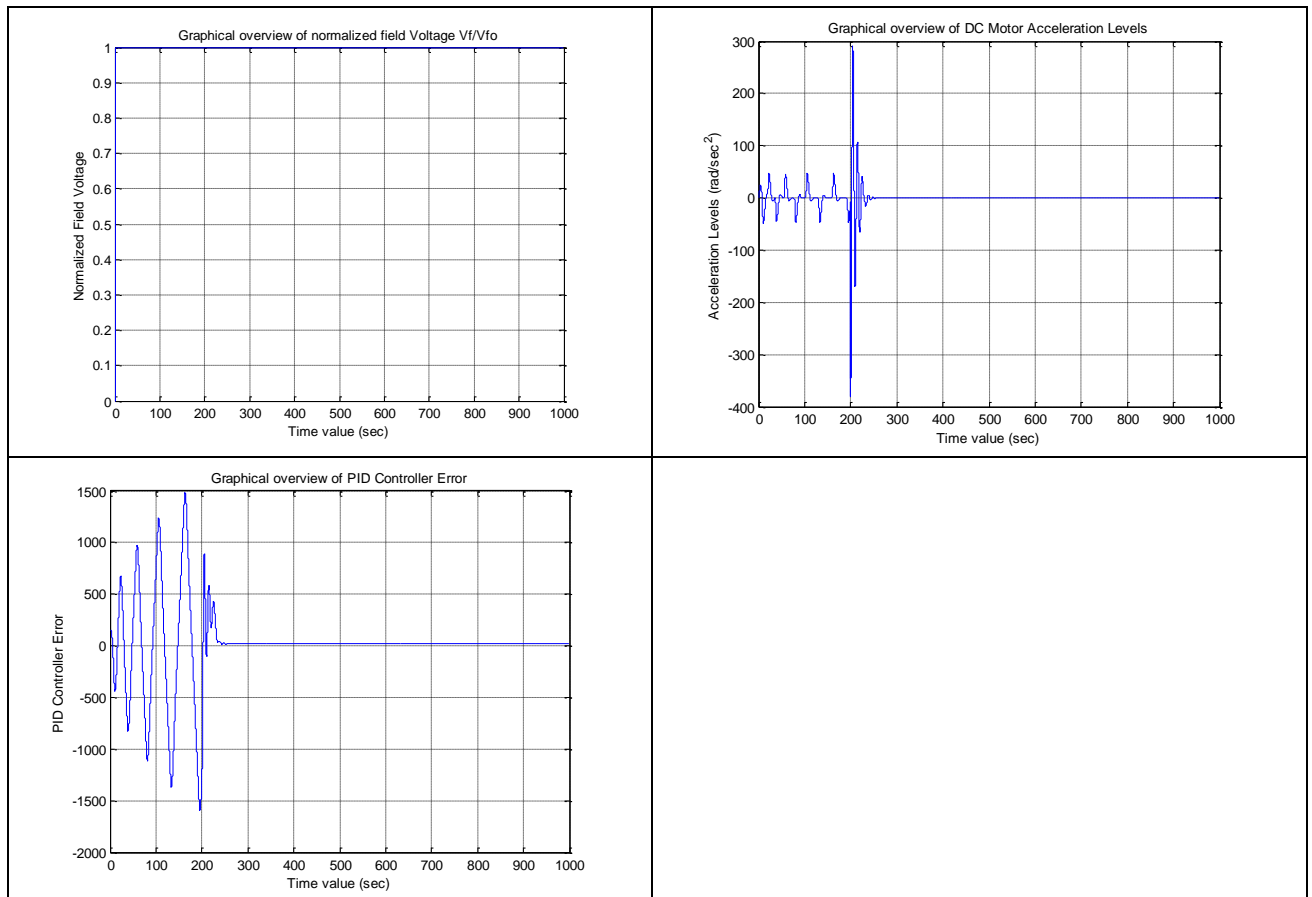 Graphical overview of normalized field Voltage Vf/Vfo
1
0.9
0.8
0.7
0.6
0.5
0.4
0.3
0.2
0.1
0
Normalized Field Voltage
0 100 200 300 400 500 600 700 800 900 1000
Time value (sec)
Graphical overview of DC Motor Acceleration Levels
300
200
100
0
-100
-200
-300
-400
Acceleration Levels (rad/sec²)
0 100 200 300 400 500 600 700 800 900 1000
Time value (sec)
Graphical overview of PID Controller Error
1500
1000
500
0
-500
-1000
-1500
-2000
PID Controller Error
0 100 200 300 400 500 600 700 800 900 1000
Time value (sec)